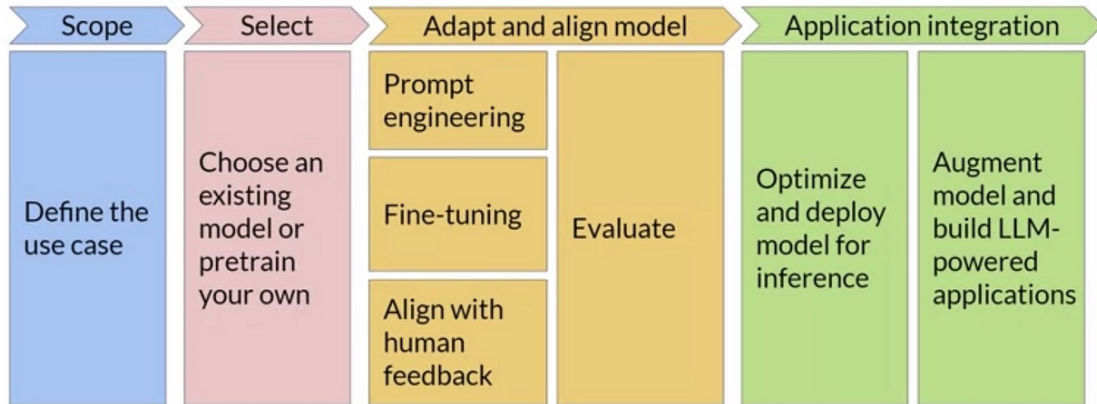 Scope
Select
Adapt and align model
Application integration
Define the
use case
Choose an
existing
model or
pretrain
your own
Prompt
engineering
Fine-tuning
Align with
human
feedback
Evaluate
Optimize
and deploy
model for
inference
Augment
model and
build LLM-
powered
applications